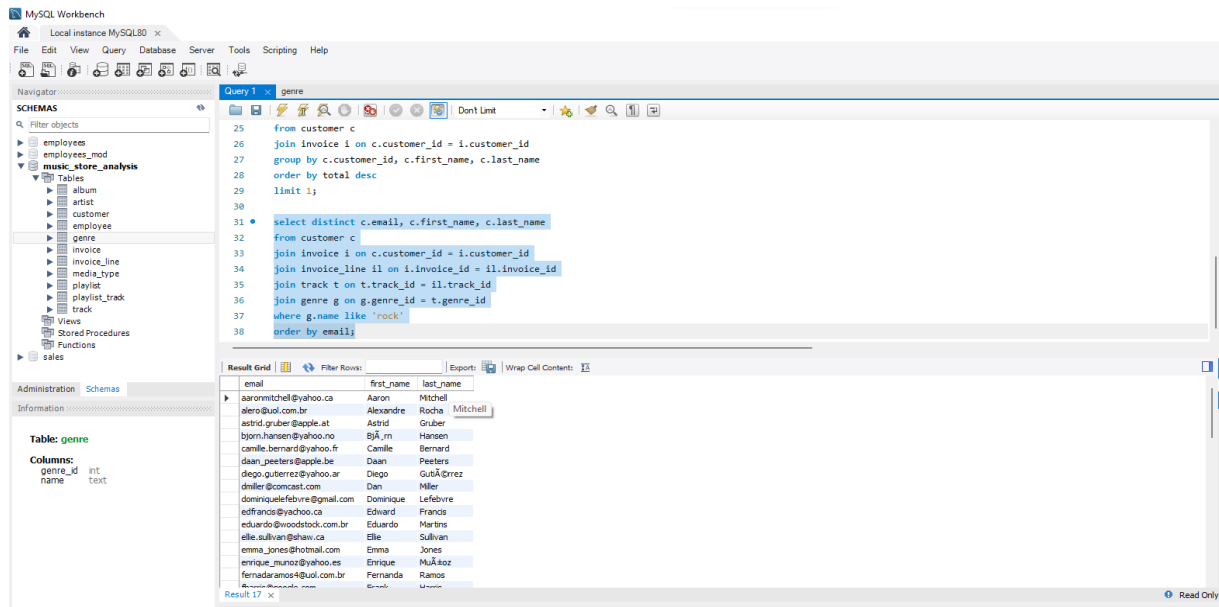 MySQL Workbench
Local instance MySQL80 ×
File Edit View Query Database Server Tools Scripting Help
Navigator
SCHEMAS
Filter objects
employees
employees_mod
music_store_analysis
Tables
album
artist
customer
employee
genre
invoice
invoice_line
media_type
playlist
playlist_track
track
Views
Stored Procedures
Functions
sales
Administration Schemas
Information
Table: genre
Columns:
genre_id int
name text
Query 1 × genre
Don't Limit
25 from customer c
26 join invoice i on c.customer_id = i.customer_id
27 group by c.customer_id, c.first_name, c.last_name
28 order by total desc
29 limit 1;
30
31 select distinct c.email, c.first_name, c.last_name
32 from customer c
33 join invoice i on c.customer_id = i.customer_id
34 join invoice_line il on i.invoice_id = il.invoice_id
35 join track t on t.track_id = il.track_id
36 join genre g on g.genre_id = t.genre_id
37 where g.name like 'rock'
38 order by email;
Result Grid Filter Rows: Export: Wrap Cell Content:
email first_name last_name
aaronmitchell@yahoo.ca Aaron Mitchell
alero@uol.com.br Alexandre Rocha Mitchell
astrid.gruber@apple.at Astrid Gruber
bjorn.hansen@yahoo.no BjÃ¸rn Hansen
camille.bernard@yahoo.fr Camille Bernard
daan_peeters@apple.be Daan Peeters
diego.gutierrez@yahoo.ar Diego GutiÃ©rrez
dmiller@comcast.com Dan Miller
dominiquelefebvre@gmail.com Dominique Lefebvre
edfrancis@yachoo.ca Edward Francis
eduardo@woodstock.com.br Eduardo Martins
ellie.sullivan@shaw.ca Ellie Sullivan
emma_jones@hotmail.com Emma Jones
enrique_munoz@yahoo.es Enrique MuÃ±oz
fernadaramos4@uol.com.br Fernanda Ramos
fharris@google.com Frank Harris
Result 17 × Read Only